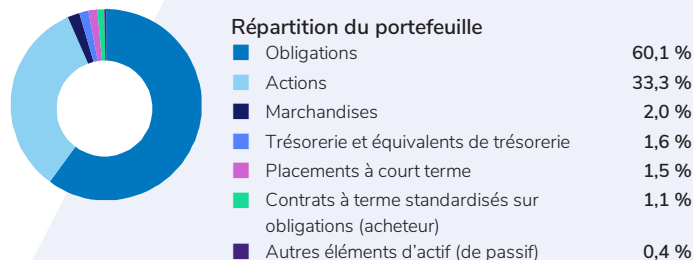 Répartition du portefeuille
Obligations 60,1 %
Actions 33,3 %
Marchandises 2,0 %
Trésorerie et équivalents de trésorerie 1,6 %
Placements à court terme 1,5 %
Contrats à terme standardisés sur 1,1 %
obligations (acheteur)
Autres éléments d’actif (de passif) 0,4 %